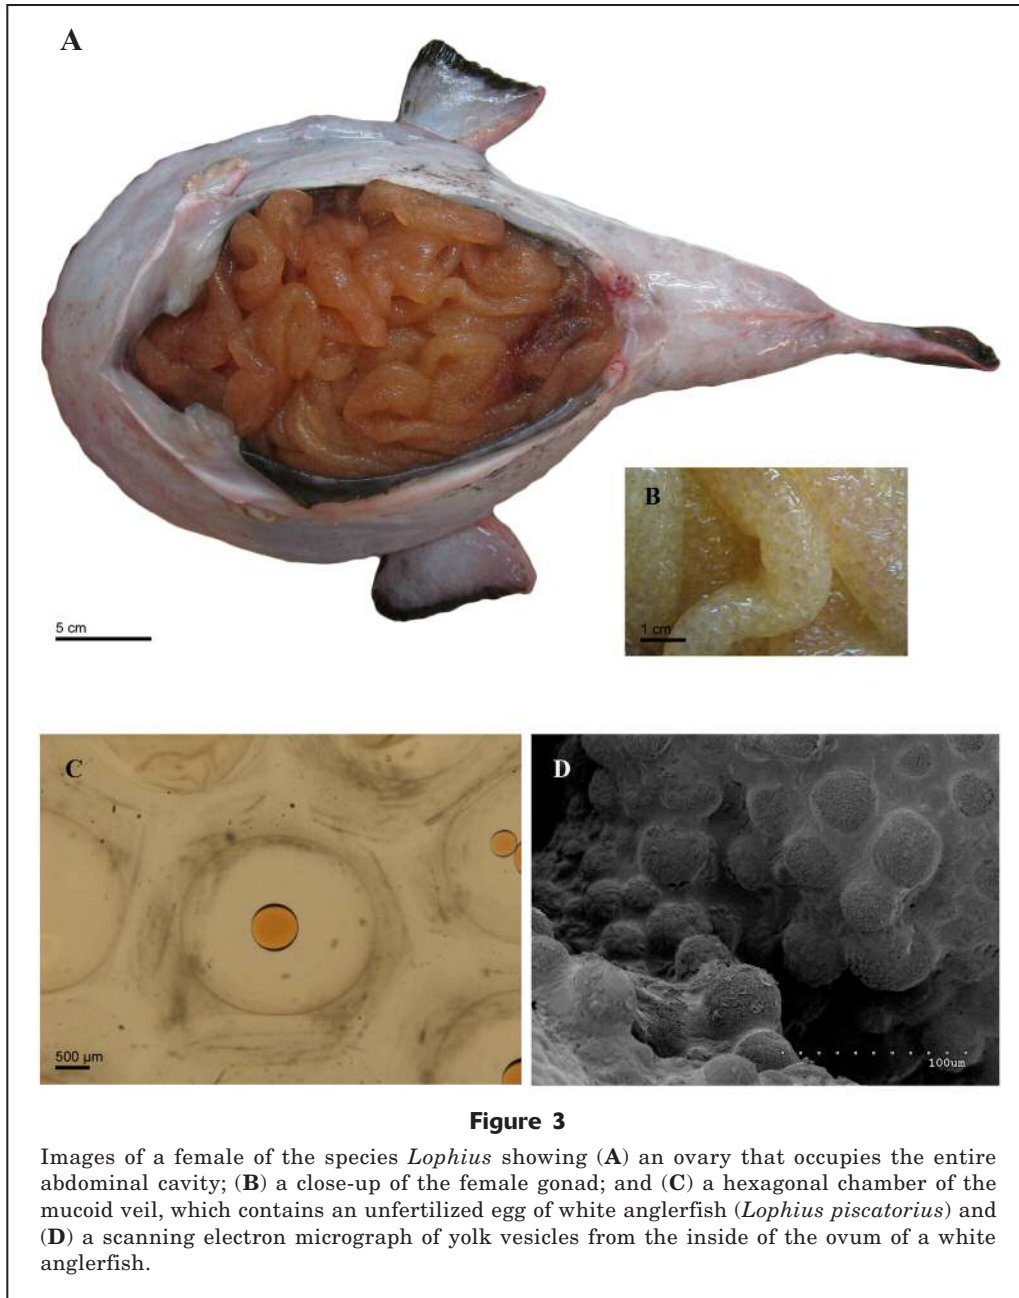 A
B
1 cm
5 cm
C
500 µm
D
100um
Figure 3
Images of a female of the species Lophius showing (A) an ovary that occupies the entire
abdominal cavity; (B) a close-up of the female gonad; and (C) a hexagonal chamber of the
mucoid veil, which contains an unfertilized egg of white anglerfish (Lophius piscatorius) and
(D) a scanning electron micrograph of yolk vesicles from the inside of the ovum of a white
anglerfish.